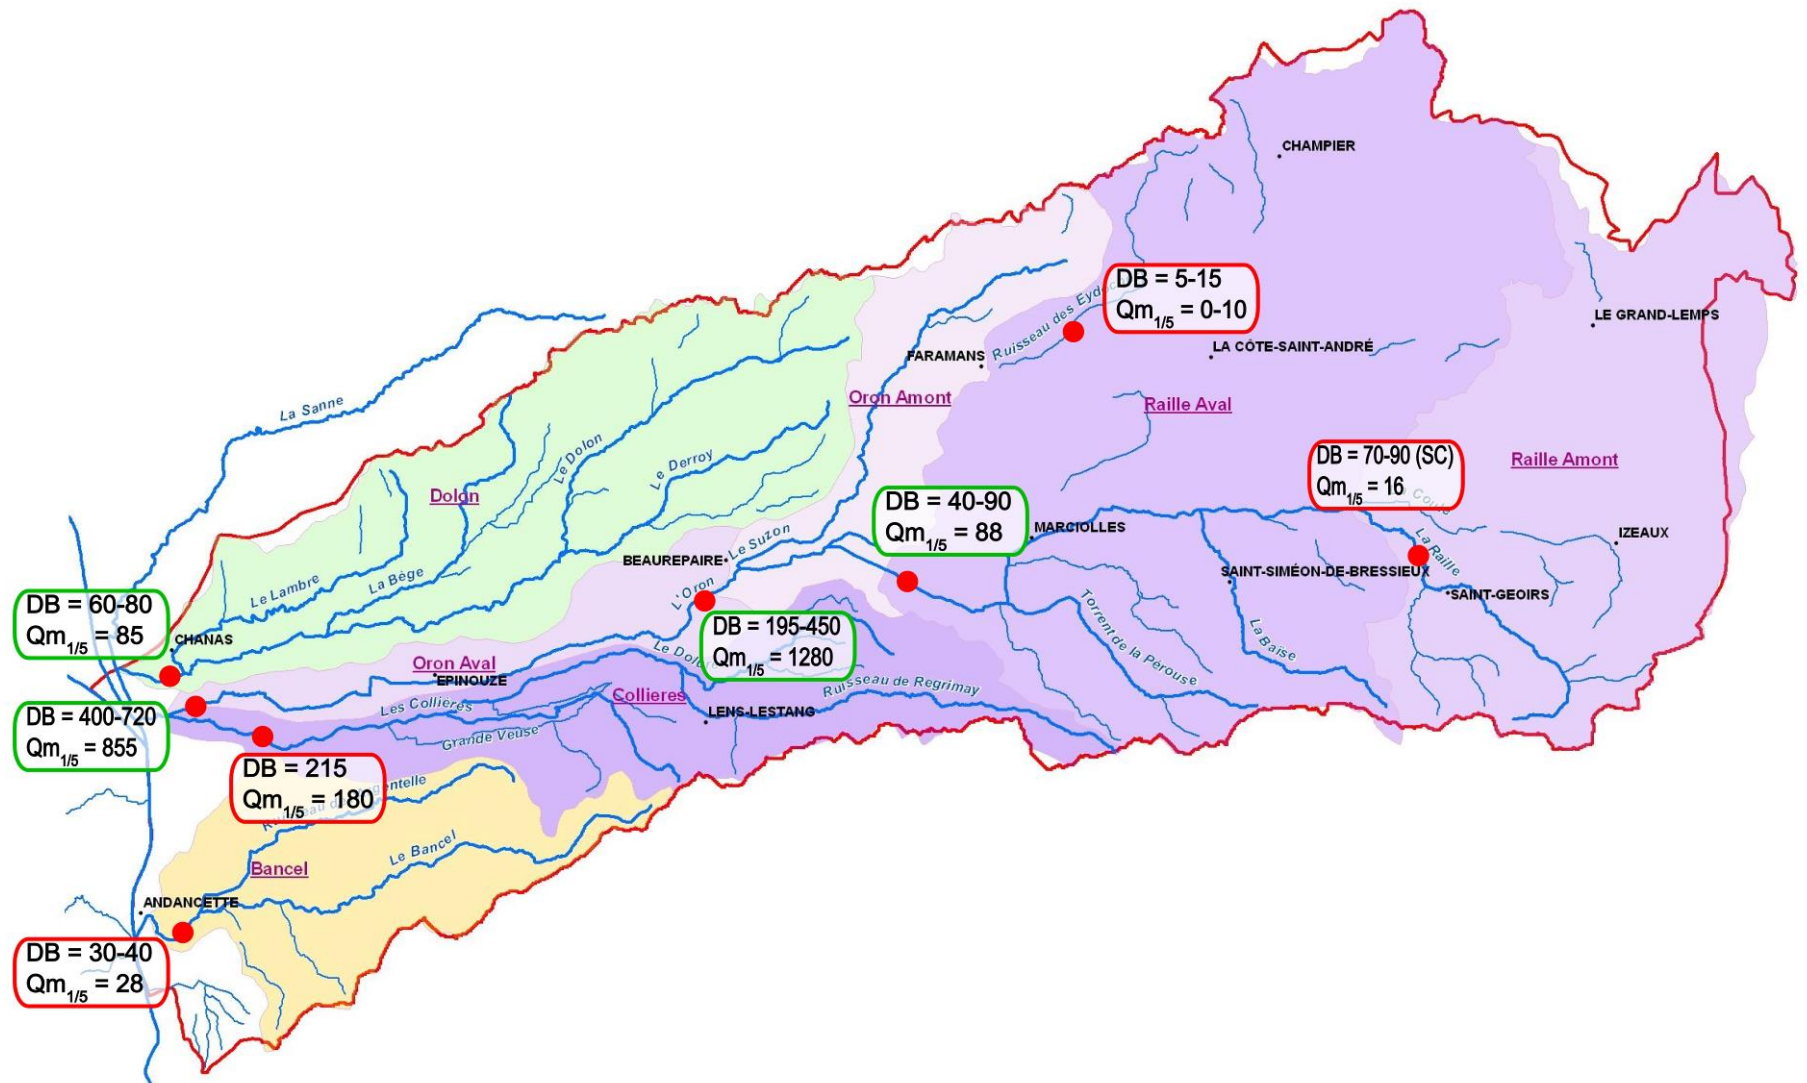 CHAMPIER
DB = 5-15
Qm1/5 = 0-10
LE GRAND-LEMPS
Ruisseau des
FARAMANS
LA CÔTE-SAINT-ANDRÉ
La Sanne
Oron Amont
Raille Aval
Le Dolon
Le Derroy
Dolon
DB = 70-90 (SC)
Qm1/5 = 16
Raille Amont
DB = 40-90
Qm1/5 = 88
MARCIOLLES
La Raille
IZEAUX
BEAUREPAIRE
Le Suzon
SAINT-SIMÉON-DE-BRESSIEUX
SAINT-GEOIRS
L'Oron
Le Lambre
La Bège
DB = 60-80
Qm1/5 = 85
CHANAS
DB = 195-450
Qm1/5 = 1280
Torrent de la Pérouse
La Baïse
Oron Aval
EPINOUZE
Le
Ruisseau de Regrimay
Collieres
Les Collières
LENS-LESTANG
Grande Veuse
DB = 400-720
Qm1/5 = 855
DB = 215
Qm1/5 = 180
Le Bancel
Bancel
ANDANCETTE
DB = 30-40
Qm1/5 = 28